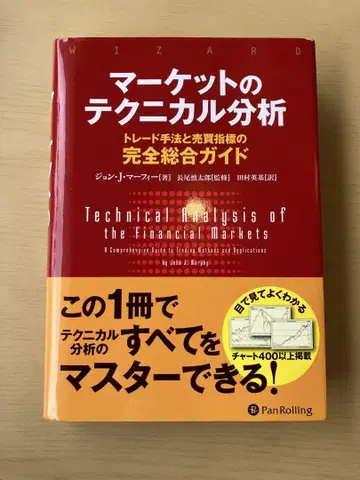 WIZARD
マーケットの
テクニカル分析
トレード手法と売買指標の
完全総合ガイド
ジョン・J・マーフィー[著] 長尾慎太郎[監修] 田村英基[訳]
Technical Analysis of
the Financial Markets
A Comprehensive Guide to Trading Methods and Applications
by John J. Murphy
この1冊で
テクニカル
分析の
すべてを
マスターできる!
目で見てよくわかる
チャート400以上掲載
PanRolling